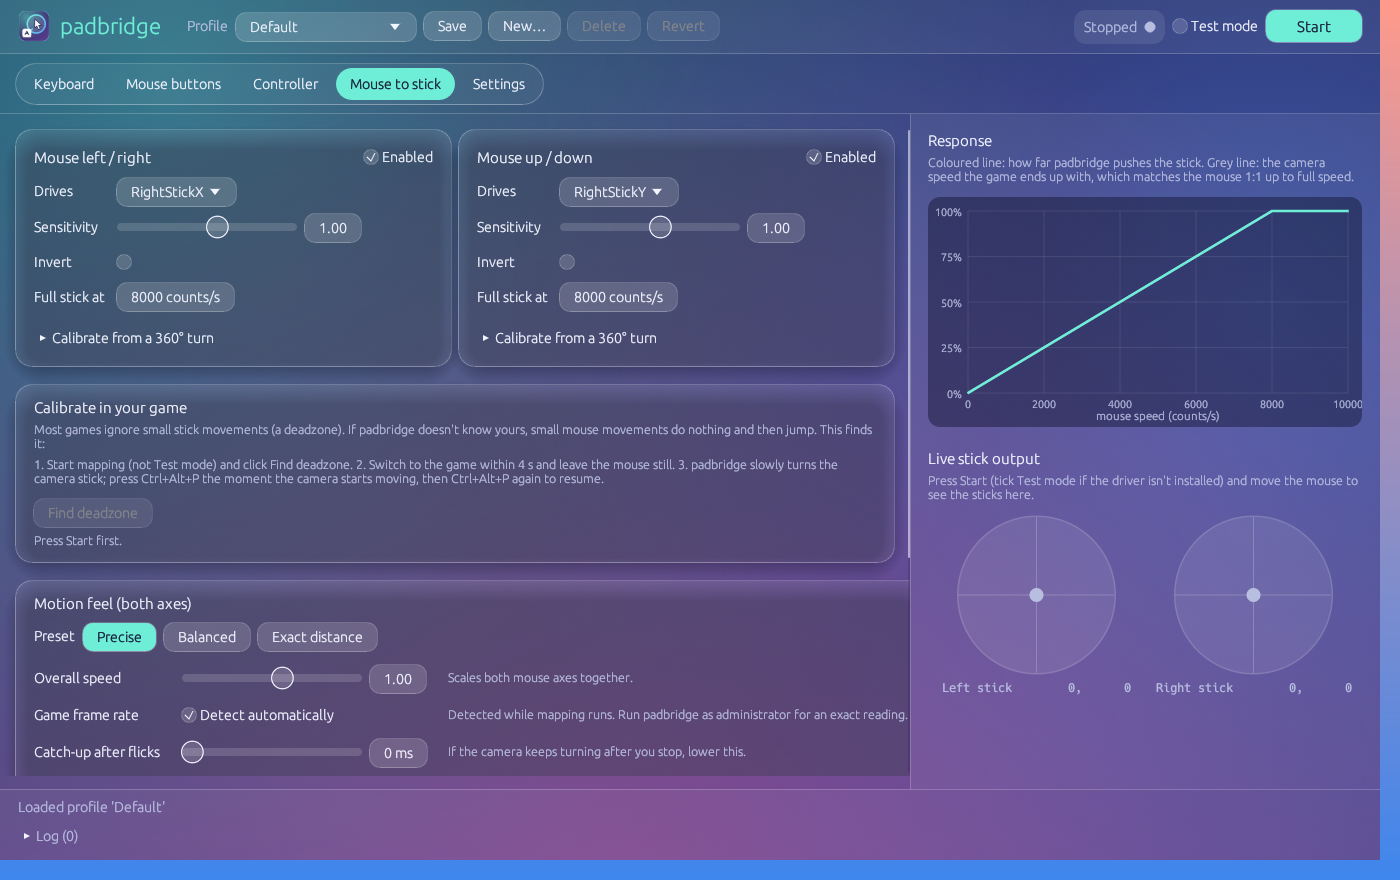 padbridge Profile Default Save New... Delete Revert Stopped Test mode Start
Keyboard Mouse buttons Controller Mouse to stick Settings
Mouse left / right Enabled
Drives RightStickX
Sensitivity 1.00
Invert
Full stick at 8000 counts/s
Calibrate from a 360° turn
Mouse up / down Enabled
Drives RightStickY
Sensitivity 1.00
Invert
Full stick at 8000 counts/s
Calibrate from a 360° turn
Calibrate in your game
Most games ignore small stick movements (a deadzone). If padbridge doesn't know yours, small mouse movements do nothing and then jump. This finds
it:
1. Start mapping (not Test mode) and click Find deadzone. 2. Switch to the game within 4 s and leave the mouse still. 3. padbridge slowly turns the
camera stick; press Ctrl+Alt+P the moment the camera starts moving, then Ctrl+Alt+P again to resume.
Find deadzone
Press Start first.
Motion feel (both axes)
Preset Precise Balanced Exact distance
Overall speed 1.00 Scales both mouse axes together.
Game frame rate Detect automatically Detected while mapping runs. Run padbridge as administrator for an exact reading.
Catch-up after flicks 0 ms If the camera keeps turning after you stop, lower this.
Response
Coloured line: how far padbridge pushes the stick. Grey line: the camera
speed the game ends up with, which matches the mouse 1:1 up to full speed.
100%
75%
50%
25%
0%
0 2000 4000 6000 8000 10000
mouse speed (counts/s)
Live stick output
Press Start (tick Test mode if the driver isn't installed) and move the mouse to
see the sticks here.
Left stick 0, 0 Right stick 0, 0
Loaded profile 'Default'
Log (0)
A